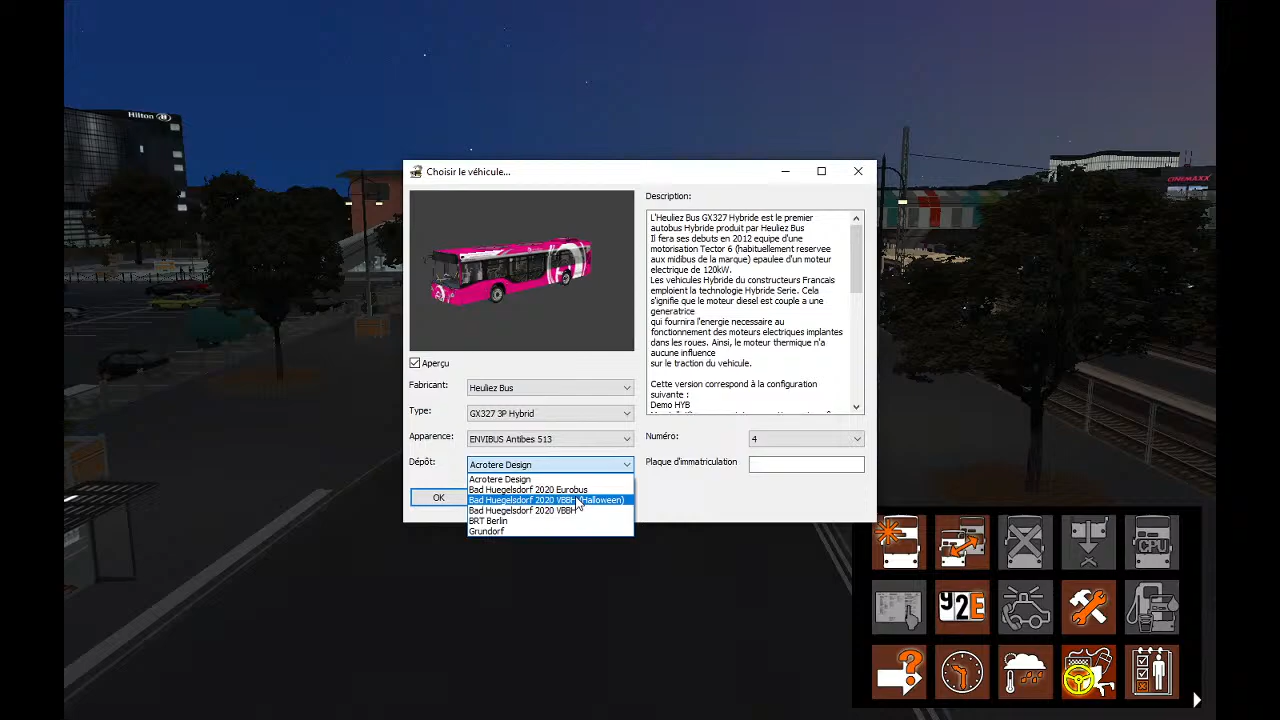 Hilton
CINEMAXX
Choisir le véhicule...
Description:
L'Heuliez Bus GX327 Hybride est le premier
autobus Hybride produit par Heuliez Bus
Il fera ses debuts en 2012 equipe d'une
motorisation Tector 6 (habituellement reservee
aux midibus de la marque) epaulee d'un moteur
electrique de 120kW.
Les vehicules Hybride du constructeurs Francais
emploient la technologie Hybride Serie. Cela
s'signifie que le moteur diesel est couple a une
generatrice
qui fournira l'energie necessaire au
fonctionnement des moteurs electriques implantes
dans les roues. Ainsi, le moteur thermique n'a
aucune influence
sur le traction du vehicule.
Cette version correspond à la configuration
suivante :
Demo HYB
Aperçu
Fabricant: Heuliez Bus
Type: GX327 3P Hybrid
Apparence: ENVIBUS Antibes 513
Numéro: 4
Dépôt: Acrotere Design
Plaque d'immatriculation
Acrotere Design
Bad Huegelsdorf 2020 Eurobus
Bad Huegelsdorf 2020 VBBH (Halloween)
Bad Huegelsdorf 2020 VBBH
BRT Berlin
Grundorf
OK
CPU
92E
?